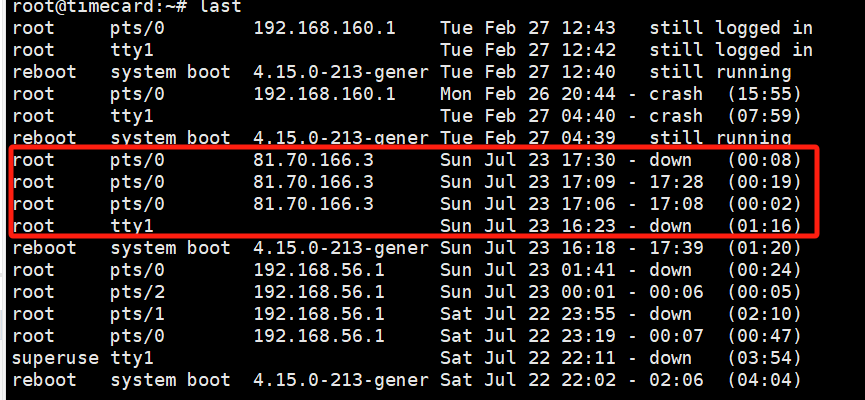 root@timecard:~# last
root     pts/0        192.168.160.1    Tue Feb 27 12:43   still logged in
root     tty1                          Tue Feb 27 12:42   still logged in
reboot   system boot  4.15.0-213-gener Tue Feb 27 12:40   still running
root     pts/0        192.168.160.1    Mon Feb 26 20:44 - crash  (15:55)
root     tty1                          Tue Feb 27 04:40 - crash  (07:59)
reboot   system boot  4.15.0-213-gener Tue Feb 27 04:39   still running
root     pts/0        81.70.166.3      Sun Jul 23 17:30 - down   (00:08)
root     pts/0        81.70.166.3      Sun Jul 23 17:09 - 17:28  (00:19)
root     pts/0        81.70.166.3      Sun Jul 23 17:06 - 17:08  (00:02)
root     tty1                          Sun Jul 23 16:23 - down   (01:16)
reboot   system boot  4.15.0-213-gener Sun Jul 23 16:18 - 17:39  (01:20)
root     pts/0        192.168.56.1     Sun Jul 23 01:41 - down   (00:24)
root     pts/2        192.168.56.1     Sun Jul 23 00:01 - 00:06  (00:05)
root     pts/1        192.168.56.1     Sat Jul 22 23:55 - down   (02:10)
root     pts/0        192.168.56.1     Sat Jul 22 23:19 - 00:07  (00:47)
superuse tty1                          Sat Jul 22 22:11 - down   (03:54)
reboot   system boot  4.15.0-213-gener Sat Jul 22 22:02 - 02:06  (04:04)